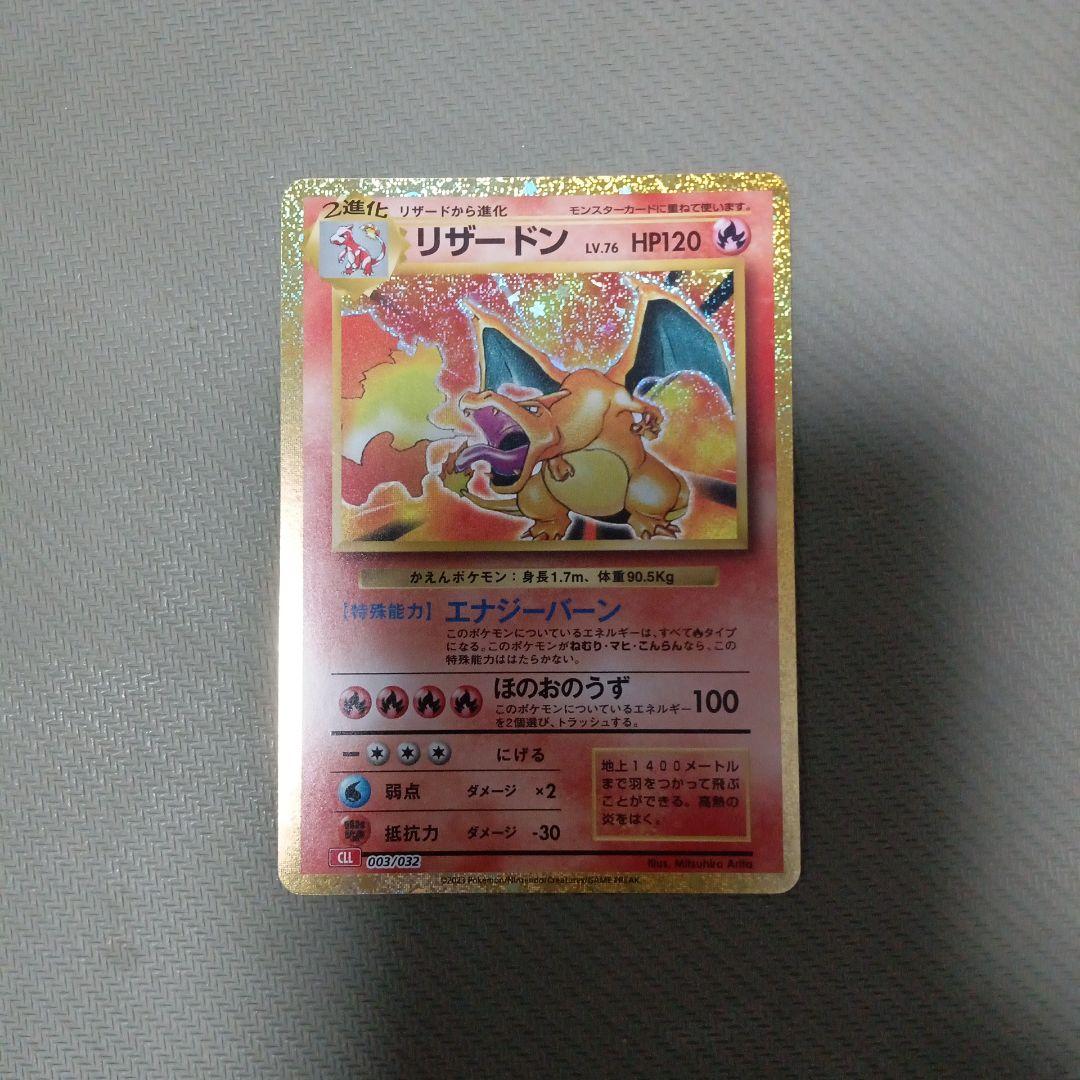 2進化 リザードから進化 モンスターカードに重ねて使います。
リザードン LV.76 HP120
かえんポケモン：身長1.7m、体重90.5Kg
【特殊能力】 エナジーバーン
このポケモンについているエネルギーは、すべて🔥タイプ
になる。このポケモンがねむり・マヒ・こんらんなら、この
特殊能力ははたらかない。
ほのおのうず
このポケモンについているエネルギー
を2個選び、トラッシュする。
100
にげる
弱点 ダメージ ×2
抵抗力 ダメージ -30
地上1400メートル
まで羽をつかって飛ぶ
ことができる。高熱の
炎をはく。
CLL 003/032
Illus. Mitsuhiro Arita
©2023 Pokémon/Nintendo/Creatures/GAME FREAK.